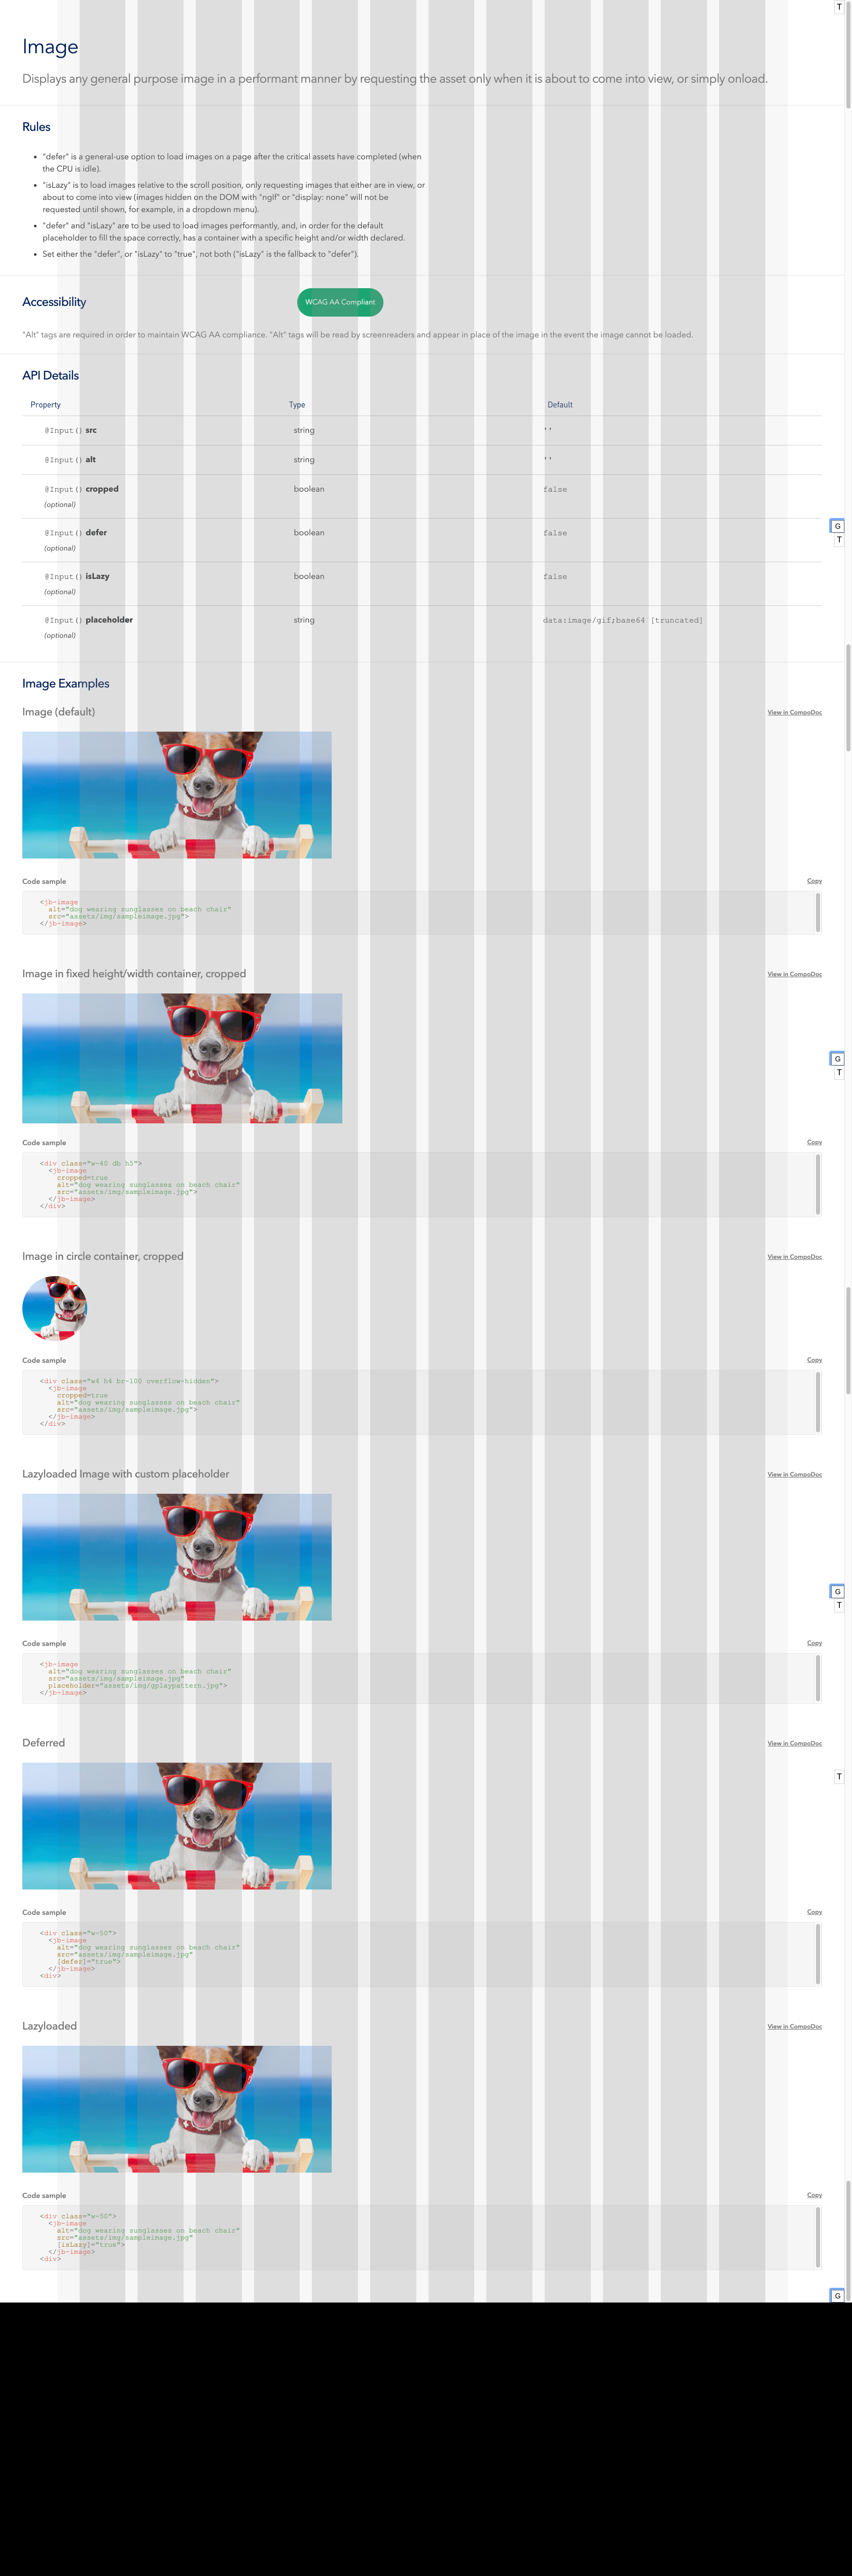 T
Image
Displays any general purpose image in a performant manner by requesting the asset only when it is about to come into view, or simply onload.
Rules
• "defer" is a general-use option to load images on a page after the critical assets have completed (when
the CPU is idle).
• "isLazy" is to load images relative to the scroll position, only requesting images that either are in view, or
about to come into view (images hidden on the DOM with "ngIf" or "display: none" will not be
requested until shown, for example, in a dropdown menu).
• "defer" and "isLazy" are to be used to load images performantly, and, in order for the default
placeholder to fill the space correctly, has a container with a specific height and/or width declared.
• Set either the "defer", or "isLazy" to "true", not both ("isLazy" is the fallback to "defer").
Accessibility WCAG AA Compliant
"Alt" tags are required in order to maintain WCAG AA compliance. "Alt" tags will be read by screenreaders and appear in place of the image in the event the image cannot be loaded.
API Details
Property Type Default
@Input() src string ''
@Input() alt string ''
@Input() cropped boolean false
(optional)
G
@Input() defer boolean false
T
(optional)
@Input() isLazy boolean false
(optional)
@Input() placeholder string data:image/gif;base64 [truncated]
(optional)
Image Examples
Image (default) View in CompoDoc
Code sample Copy
<jb-image
alt="dog wearing sunglasses on beach chair"
src="assets/img/sampleimage.jpg">
</jb-image>
Image in fixed height/width container, cropped View in CompoDoc
G
T
Code sample Copy
<div class="w-40 db h5">
<jb-image
cropped=true
alt="dog wearing sunglasses on beach chair"
src="assets/img/sampleimage.jpg">
</jb-image>
</div>
Image in circle container, cropped View in CompoDoc
Code sample Copy
<div class="w4 h4 br-100 overflow-hidden">
<jb-image
cropped=true
alt="dog wearing sunglasses on beach chair"
src="assets/img/sampleimage.jpg">
</jb-image>
</div>
Lazyloaded Image with custom placeholder View in CompoDoc
G
T
Code sample Copy
<jb-image
alt="dog wearing sunglasses on beach chair"
src="assets/img/sampleimage.jpg"
placeholder="assets/img/gplaypattern.jpg">
</jb-image>
Deferred View in CompoDoc
T
Code sample Copy
<div class="w-50">
<jb-image
alt="dog wearing sunglasses on beach chair"
src="assets/img/sampleimage.jpg"
[defer]="true">
</jb-image>
<div>
Lazyloaded View in CompoDoc
Code sample Copy
<div class="w-50">
<jb-image
alt="dog wearing sunglasses on beach chair"
src="assets/img/sampleimage.jpg"
[isLazy]="true">
</jb-image>
<div>
G